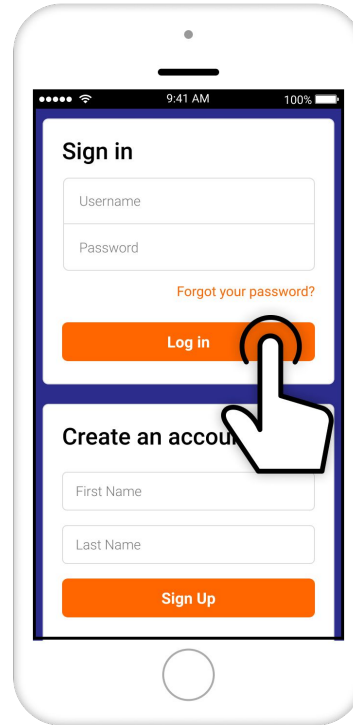 9:41 AM 100%
Sign in
Username
Password
Forgot your password?
Log in
Create an accou
First Name
Last Name
Sign Up